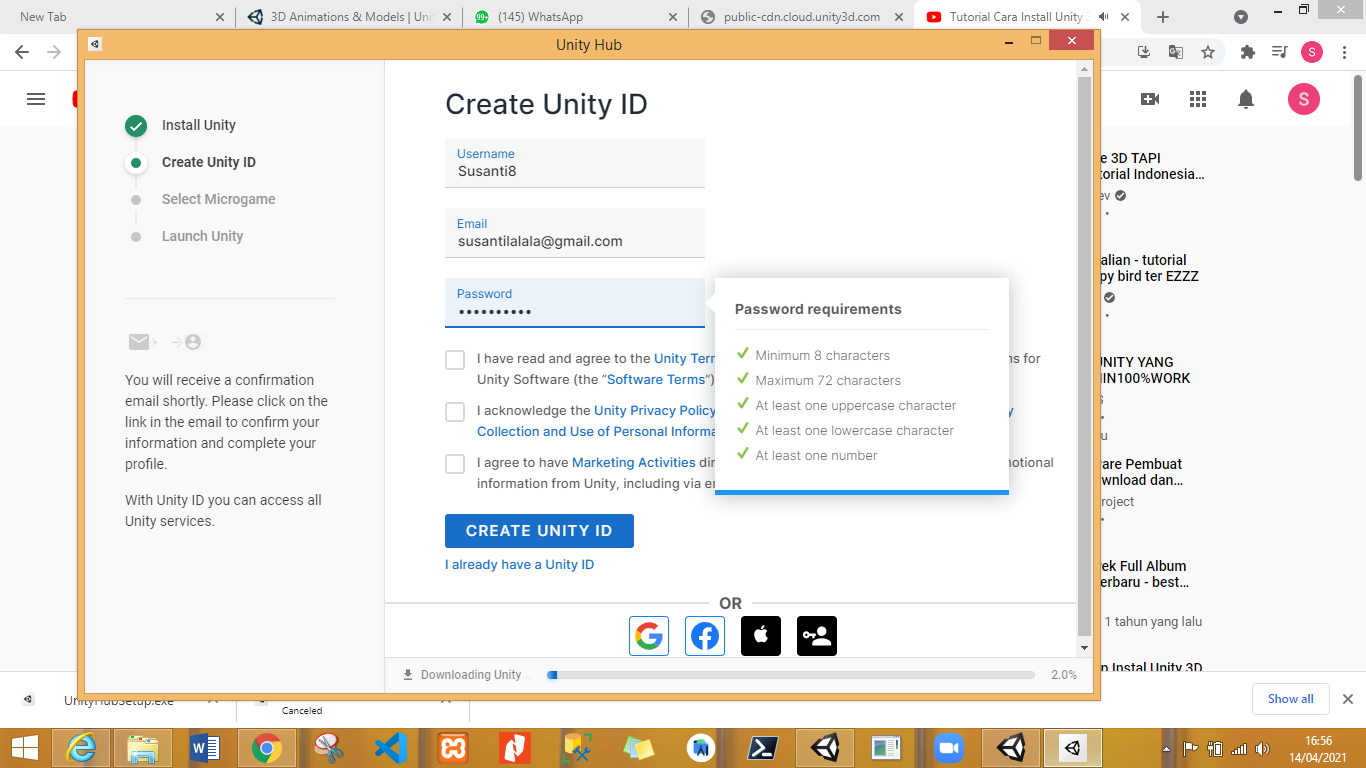 New Tab
3D Animations & Models | Uni
(145) WhatsApp
public-cdn.cloud.unity3d.com
Tutorial Cara Install Unity
Unity Hub
S
S
Install Unity
Create Unity ID
Select Microgame
Launch Unity
You will receive a confirmation
email shortly. Please click on the
link in the email to confirm your
information and complete your
profile.
With Unity ID you can access all
Unity services.
Create Unity ID
Username
Susanti8
Email
susantilalala@gmail.com
Password
••••••••••
Password requirements
Minimum 8 characters
Maximum 72 characters
At least one uppercase character
At least one lowercase character
At least one number
I have read and agree to the Unity Terr
ns for
Unity Software (the “Software Terms”)
I acknowledge the Unity Privacy Policy
y
Collection and Use of Personal Informa
I agree to have Marketing Activities dir
motional
information from Unity, including via er
CREATE UNITY ID
I already have a Unity ID
OR
Downloading Unity...
2.0%
e 3D TAPI
torial Indonesia...
ev
alian - tutorial
py bird ter EZZZ
UNITY YANG
IN100%WORK
S
u
are Pembuat
wnload dan...
roject
ek Full Album
erbaru - best...
1 tahun yang lalu
p Instal Unity 3D
UnityHubSetup.exe
Canceled
Show all
16:56
14/04/2021